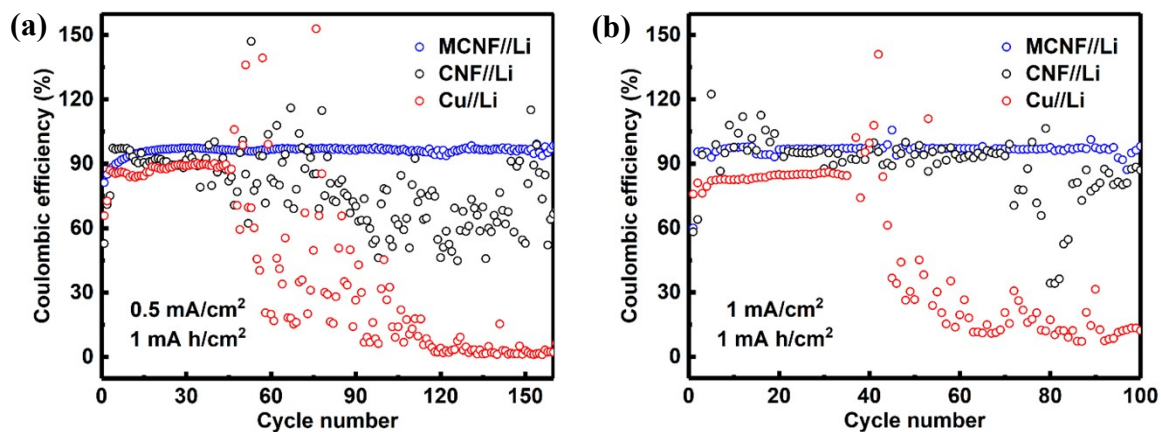 (a)
150
120
90
60
30
0
Coulombic efficiency (%)
MCNF//Li
CNF//Li
Cu//Li
0.5 mA/cm²
1 mA h/cm²
0
30
60
90
120
150
Cycle number
(b)
150
120
90
60
30
0
Coulombic efficiency (%)
MCNF//Li
CNF//Li
Cu//Li
1 mA/cm²
1 mA h/cm²
0
20
40
60
80
100
Cycle number